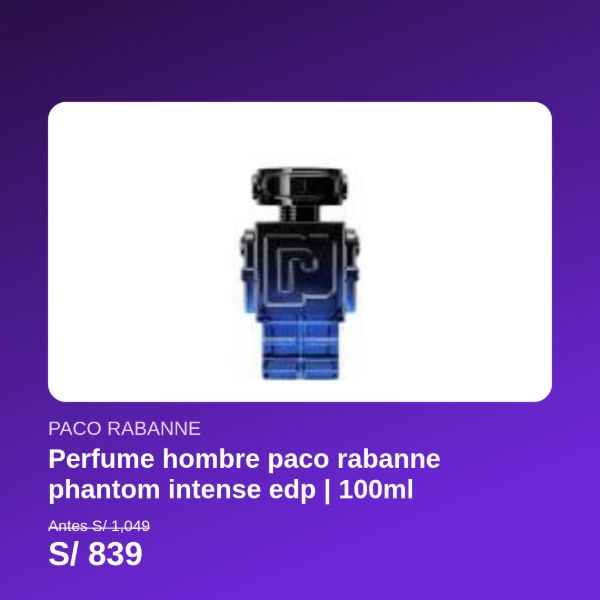 PACO RABANNE
Perfume hombre paco rabanne
phantom intense edp | 100ml
Antes S/ 1,049
S/ 839